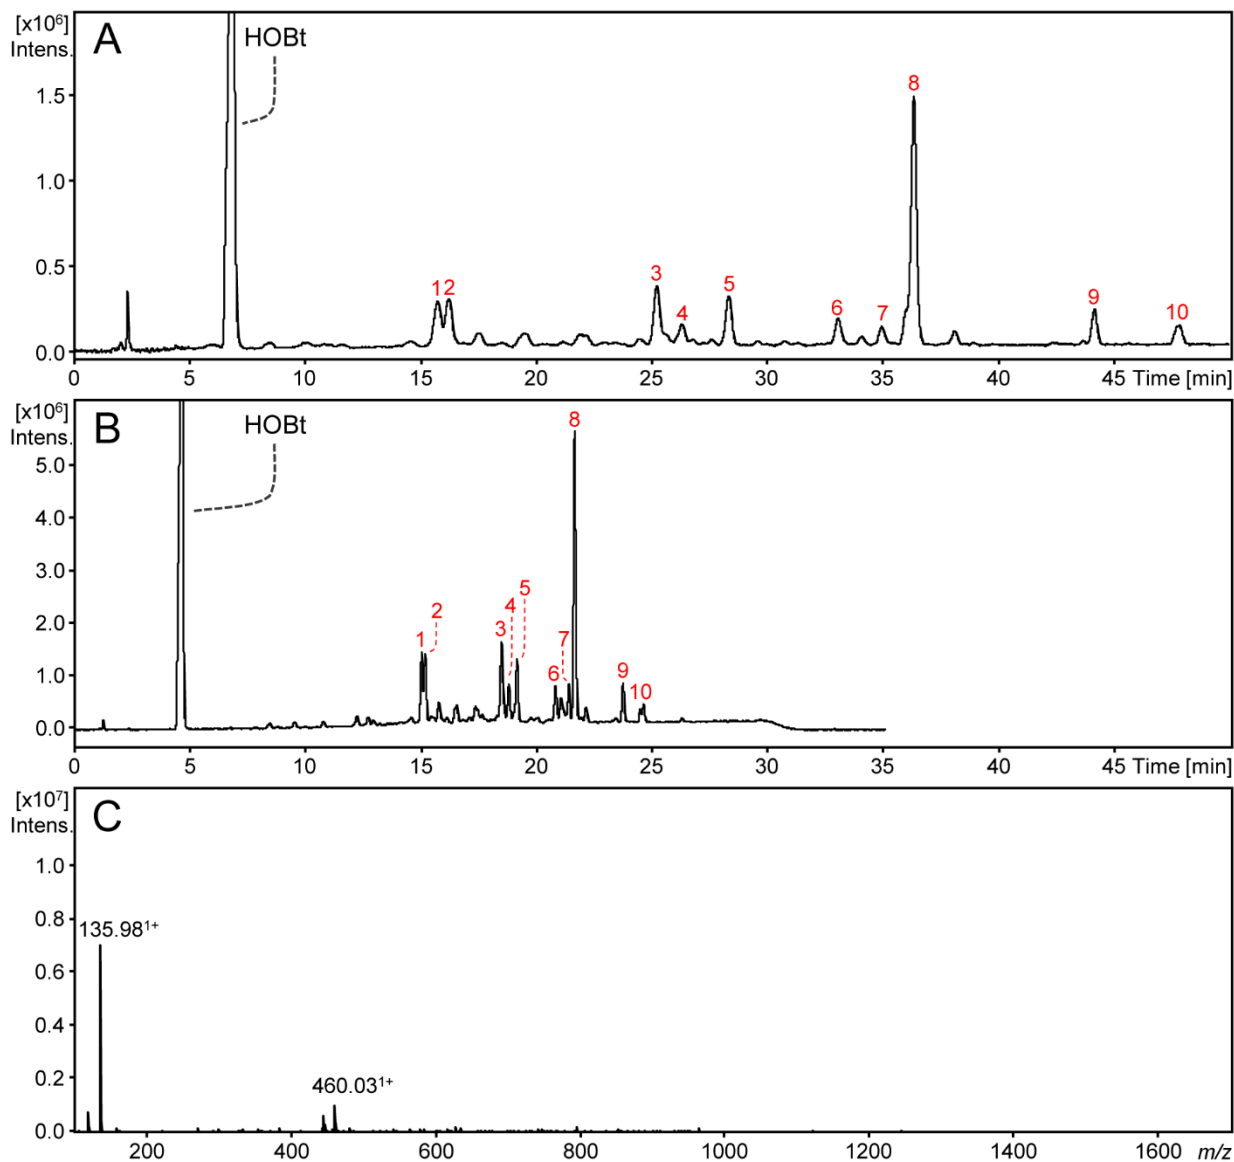 [x10⁶]
Intens.
A
HOBt
1.5
1.0
0.5
0.0
1 2 3 4 5 6 7 8 9 10
0 5 10 15 20 25 30 35 40 45 Time [min]
[x10⁶]
Intens.
B
HOBt
5.0
4.0
3.0
2.0
1.0
0.0
1 2 3 4 5 6 7 8 9 10
0 5 10 15 20 25 30 35 40 45 Time [min]
[x10⁷]
Intens.
C
1.0
0.8
0.6
0.4
0.2
0.0
135.98¹⁺
460.03¹⁺
200 400 600 800 1000 1200 1400 1600 m/z